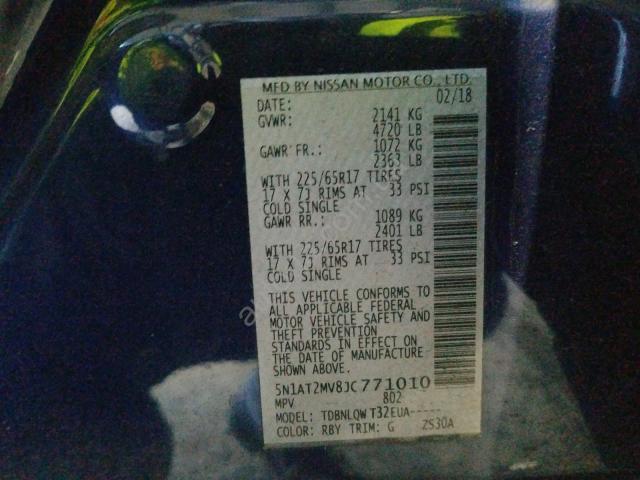 MFD BY NISSAN MOTOR CO., LTD.
DATE: 02/18
GVWR: 2141 KG
4720 LB
GAWR FR.: 1072 KG
2363 LB
WITH 225/65R17 TIRES
17 X 7J RIMS AT 33 PSI
COLD SINGLE
GAWR RR.: 1089 KG
2401 LB
WITH 225/65R17 TIRES
17 X 7J RIMS AT 33 PSI
COLD SINGLE
THIS VEHICLE CONFORMS TO
ALL APPLICABLE FEDERAL
MOTOR VEHICLE SAFETY AND
THEFT PREVENTION
STANDARDS IN EFFECT ON
THE DATE OF MANUFACTURE
SHOWN ABOVE.
5N1AT2MV8JC771010
MPV 802
MODEL: TDBNLQW T32EUA-----
COLOR: RBY TRIM: G ZS30A